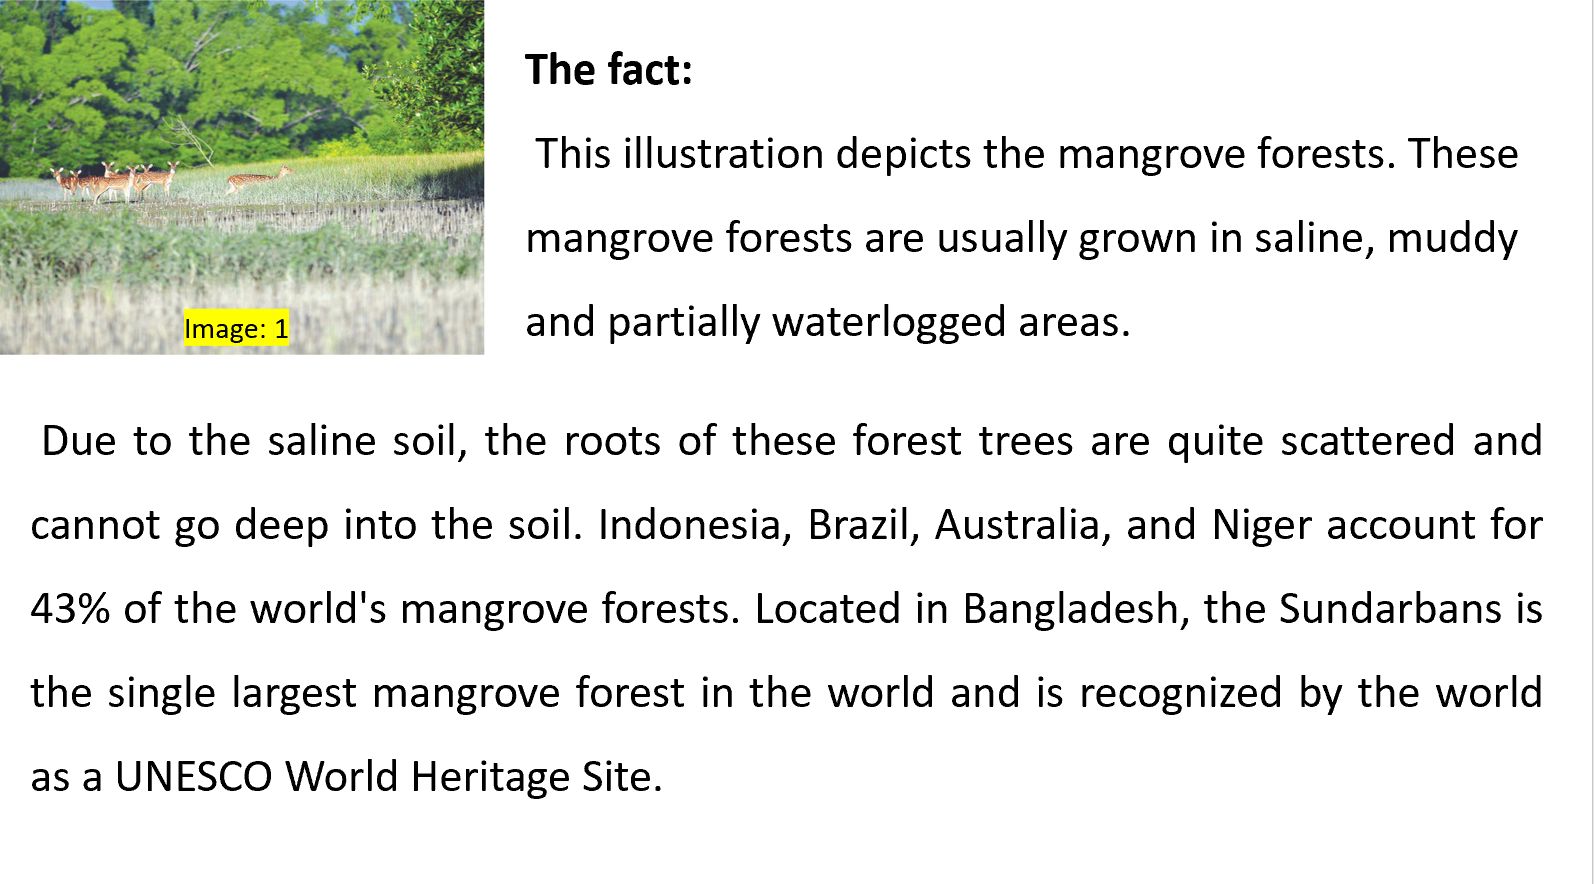 The fact:
This illustration depicts the mangrove forests. These
mangrove forests are usually grown in saline, muddy
and partially waterlogged areas.
Image: 1
Due to the saline soil, the roots of these forest trees are quite scattered and
cannot go deep into the soil. Indonesia, Brazil, Australia, and Niger account for
43% of the world's mangrove forests. Located in Bangladesh, the Sundarbans is
the single largest mangrove forest in the world and is recognized by the world
as a UNESCO World Heritage Site.